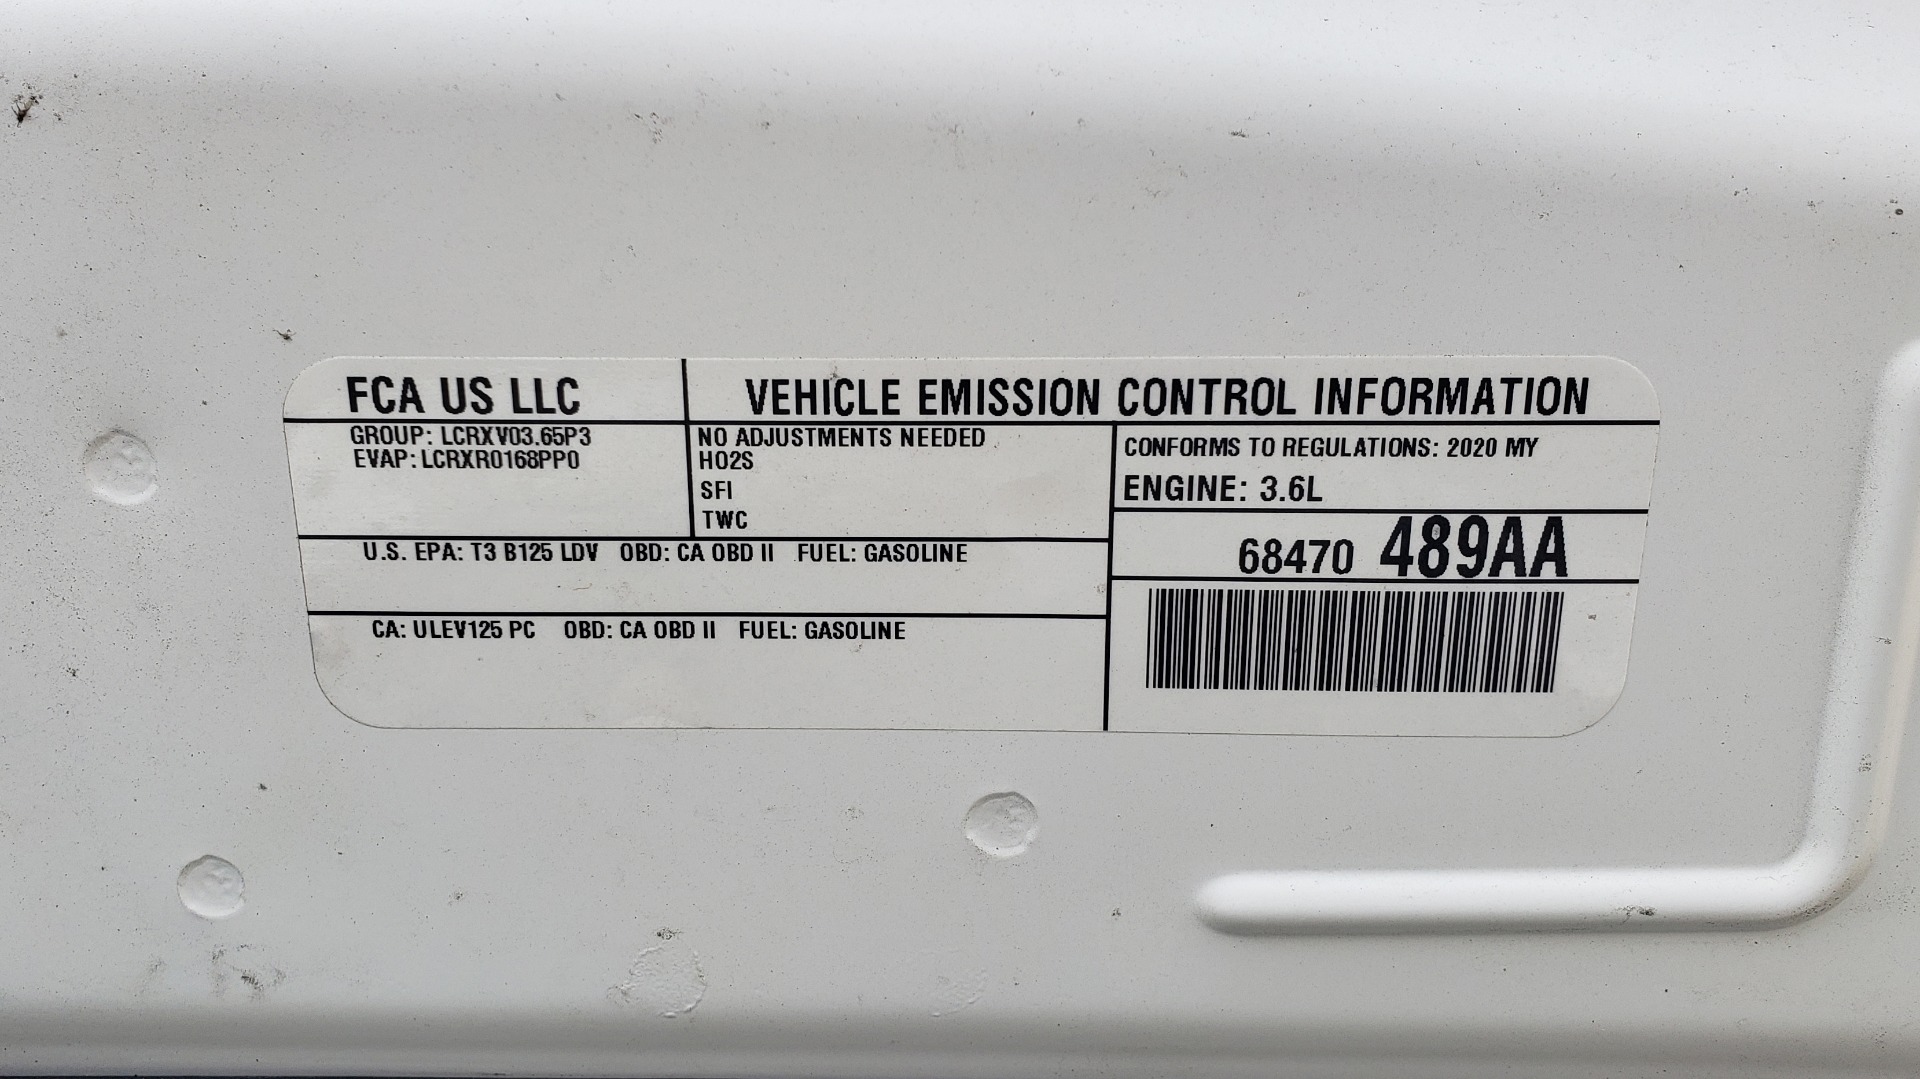 FCA US LLC
VEHICLE EMISSION CONTROL INFORMATION
GROUP: LCRXV03.65P3
EVAP: LCRXR0168PP0
NO ADJUSTMENTS NEEDED
HO2S
SFI
TWC
CONFORMS TO REGULATIONS: 2020 MY
ENGINE: 3.6L
68470 489AA
U.S. EPA: T3 B125 LDV OBD: CA OBD II FUEL: GASOLINE
CA: ULEV125 PC OBD: CA OBD II FUEL: GASOLINE